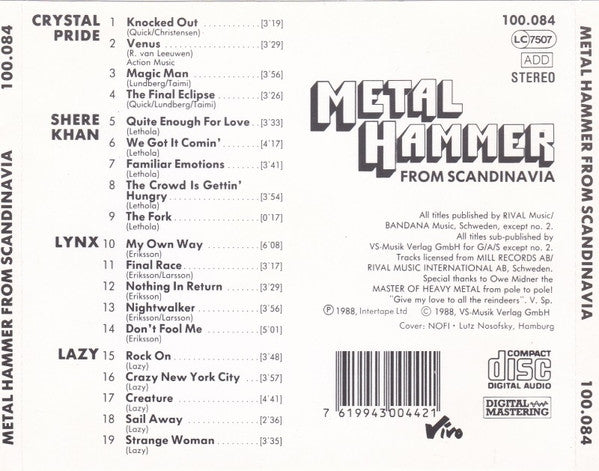 METAL HAMMER FROM SCANDINAVIA 100.084
CRYSTAL PRIDE
1 Knocked Out [3'19]
(Quick/Christensen)
2 Venus [3'29]
(R. van Leeuwen)
Action Music
3 Magic Man [3'56]
(Lundberg/Taimi)
4 The Final Eclipse [4'26]
(Quick/Lundberg/Taimi)
SHERE KHAN
5 Quite Enough For Love [3'33]
(Lethola)
6 We Got It Comin' [4'17]
(Lethola)
7 Familiar Emotions [3'41]
(Lethola)
8 The Crowd Is Gettin'
Hungry [3'54]
(Lethola)
9 The Fork [0'17]
(Lethola)
LYNX
10 My Own Way [6'08]
(Eriksson)
11 Final Race [3'17]
(Eriksson/Larsson)
12 Nothing In Return [3'29]
(Eriksson)
13 Nightwalker [3'56]
(Eriksson/Larsson)
14 Don't Fool Me [5'01]
(Eriksson)
LAZY
15 Rock On [3'48]
(Lazy)
16 Crazy New York City [3'57]
(Lazy)
17 Creature [4'41]
(Lazy)
18 Sail Away [2'36]
(Lazy)
19 Strange Woman [3'35]
(Lazy)
100.084
LC 7507
ADD
STEREO
METAL
HAMMER
FROM SCANDINAVIA
All titles published by RIVAL Music/
BANDANA Music, Schweden, except no. 2.
All titles sub-published by
VS-Musik Verlag GmbH for G/A/S except no. 2.
Tracks licensed from MILL RECORDS AB/
RIVAL MUSIC INTERNATIONAL AB, Schweden.
Special thanks to Owe Midner the
MASTER OF HEAVY METAL from pole to pole!
"Give my love to all the reindeers". V. Sp.
Ⓟ 1988, Intertape Ltd © 1988, VS-Musik Verlag GmbH
Cover: NOFI · Lutz Nosofsky, Hamburg
7 619943 004421
Vivo
COMPACT
disc
DIGITAL AUDIO
DIGITAL
MASTERING
METAL HAMMER FROM SCANDINAVIA 100.084